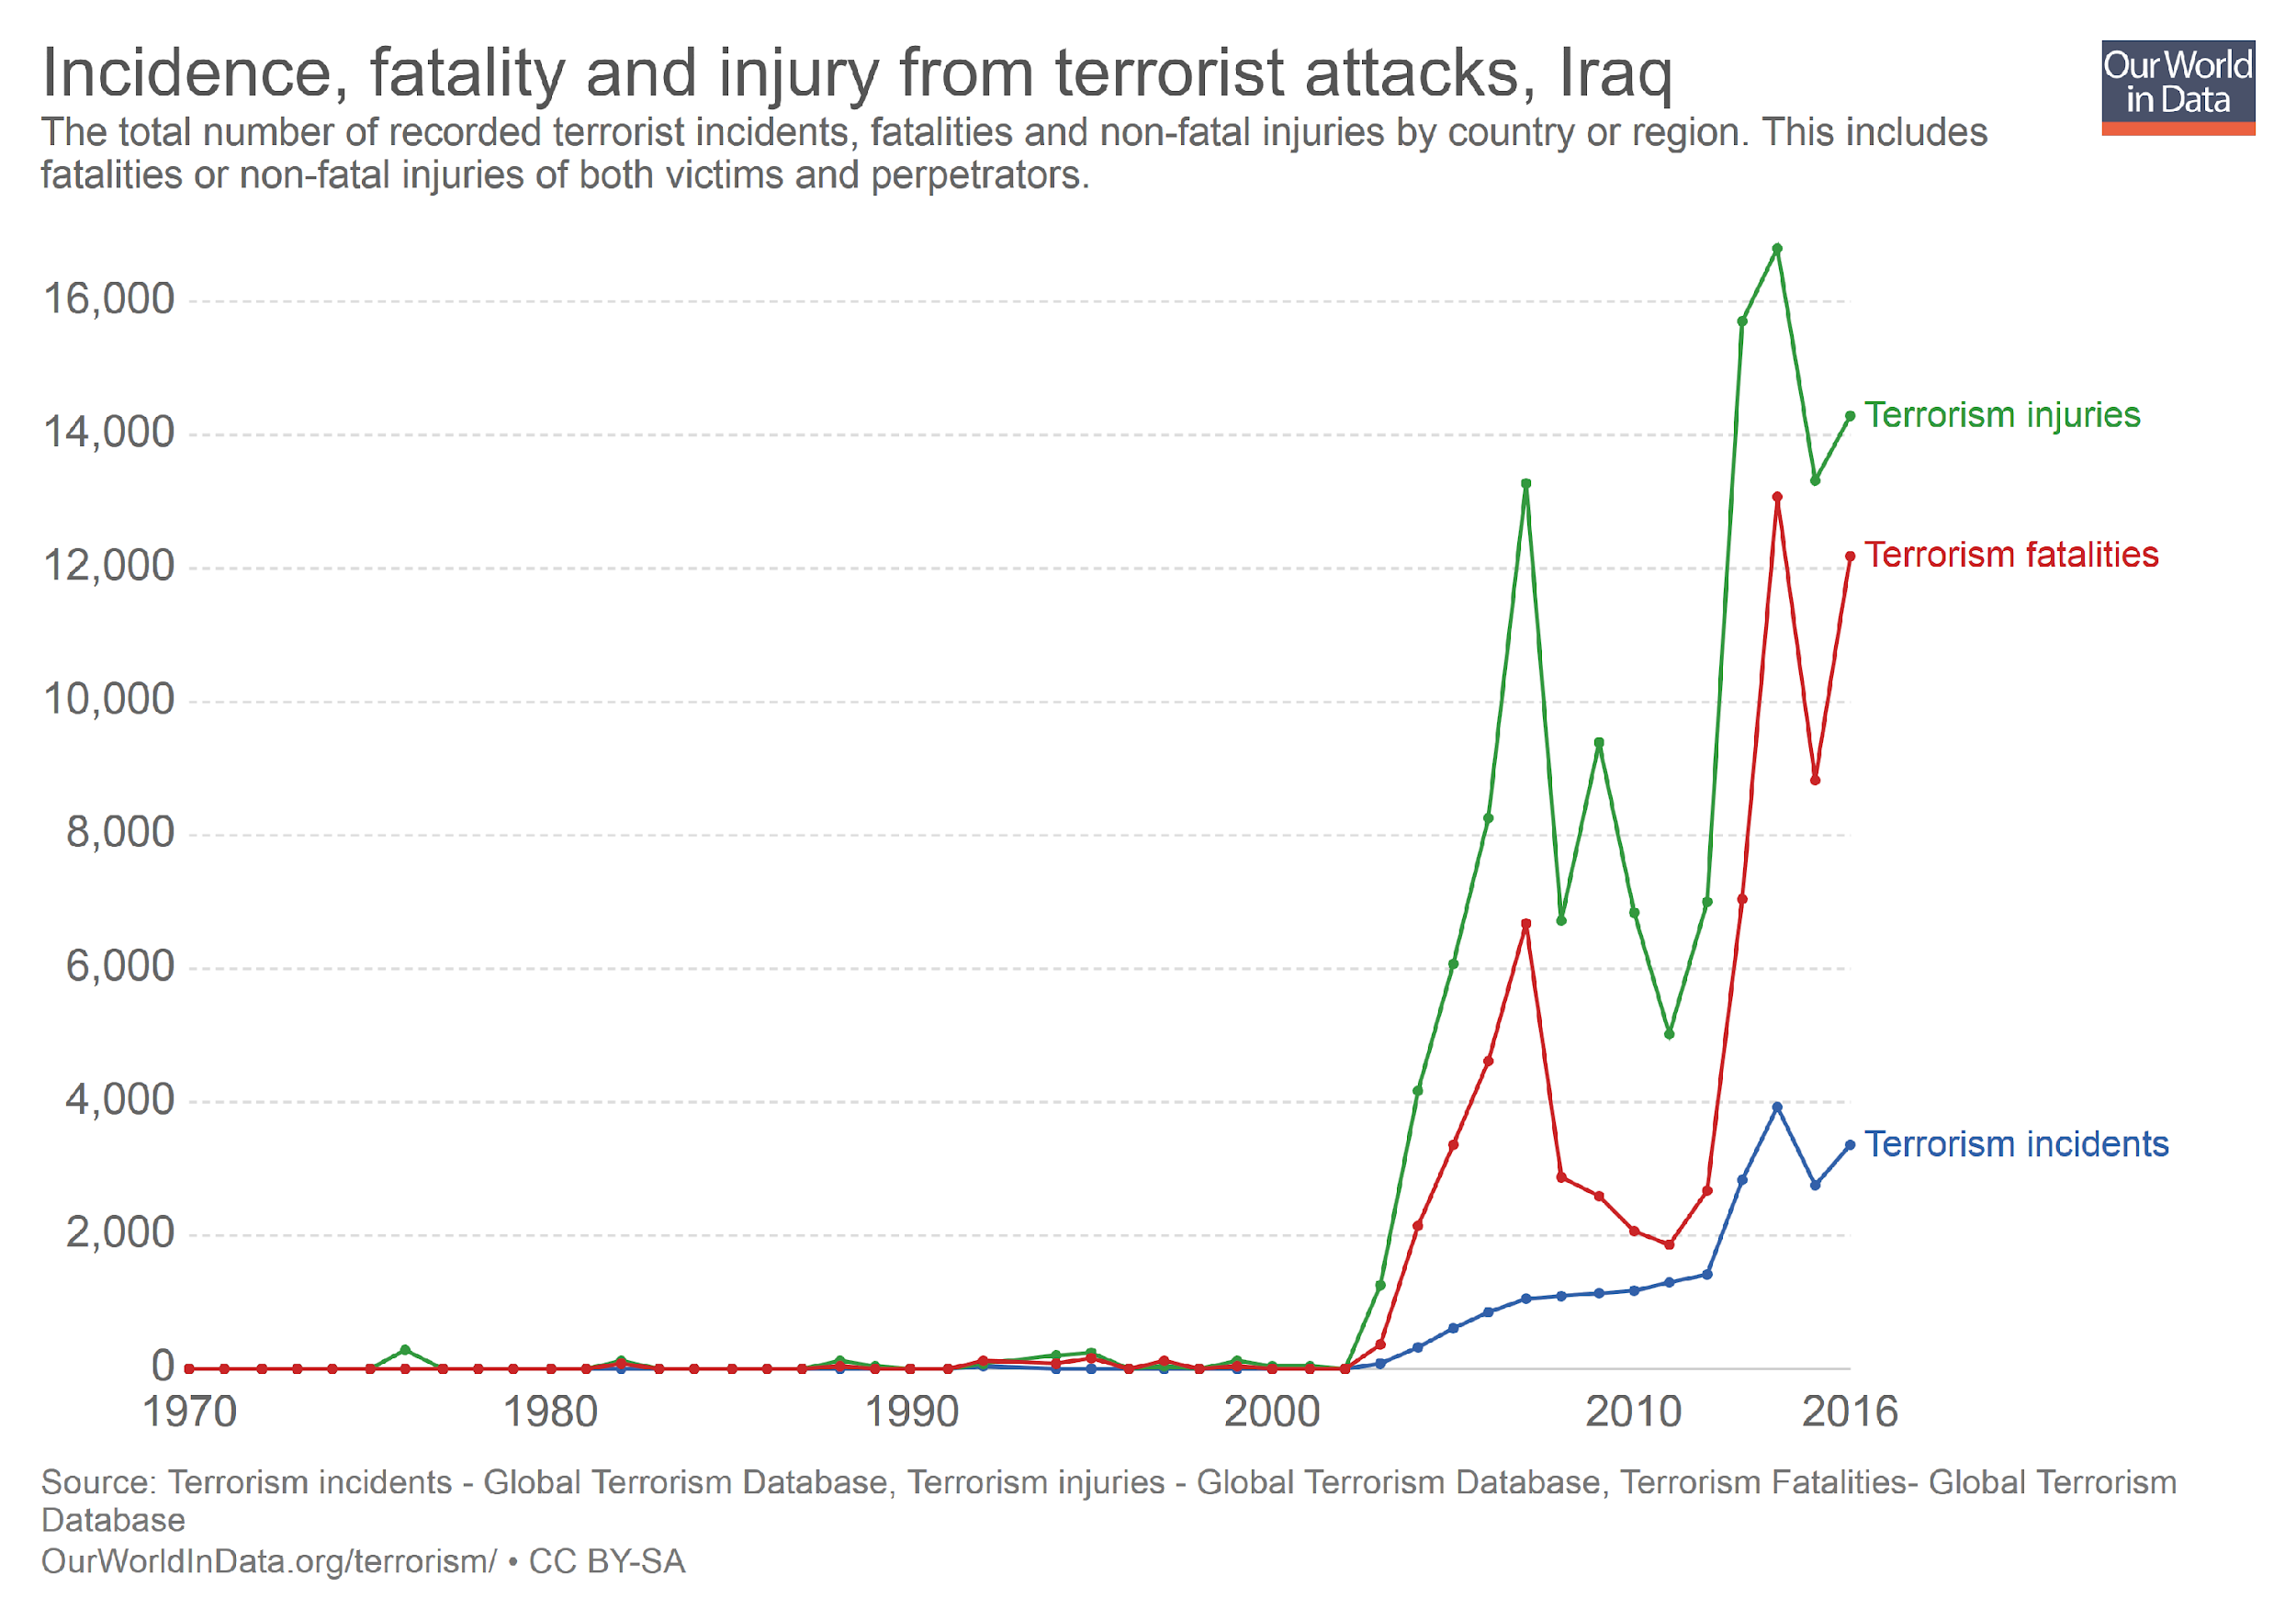 Incidence, fatality and injury from terrorist attacks, Iraq
Our World
in Data
The total number of recorded terrorist incidents, fatalities and non-fatal injuries by country or region. This includes
fatalities or non-fatal injuries of both victims and perpetrators.
16,000
14,000
Terrorism injuries
12,000
Terrorism fatalities
10,000
8,000
6,000
4,000
Terrorism incidents
2,000
0
1970 1980 1990 2000 2010 2016
Source: Terrorism incidents - Global Terrorism Database, Terrorism injuries - Global Terrorism Database, Terrorism Fatalities- Global Terrorism
Database
OurWorldInData.org/terrorism/ • CC BY-SA